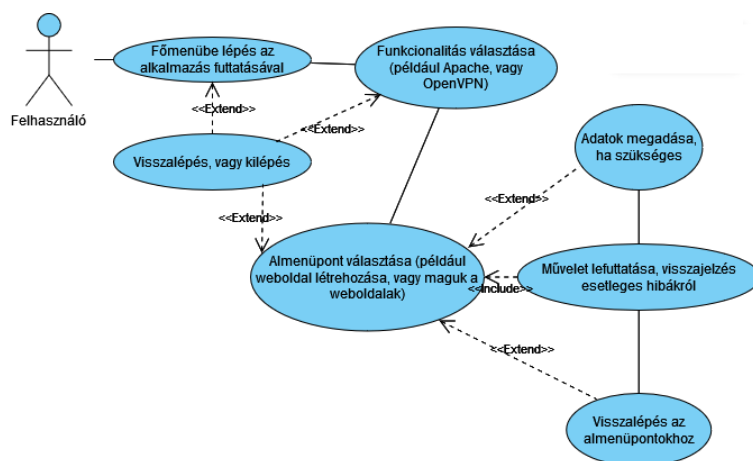 Felhasználó
Főmenübe lépés az
alkalmazás futtatásával
Funkcionalitás választása
(például Apache, vagy
OpenVPN)
<<Extend>>
<<Extend>>
Visszalépés, vagy kilépés
<<Extend>>
Adatok megadása,
ha szükséges
<<Extend>>
Almenüpont választása (például
weboldal létrehozása, vagy maguk a
weboldalak)
<<Include>>
Művelet lefuttatása, visszajelzés
esetleges hibákról
<<Extend>>
Visszalépés az
almenüpontokhoz